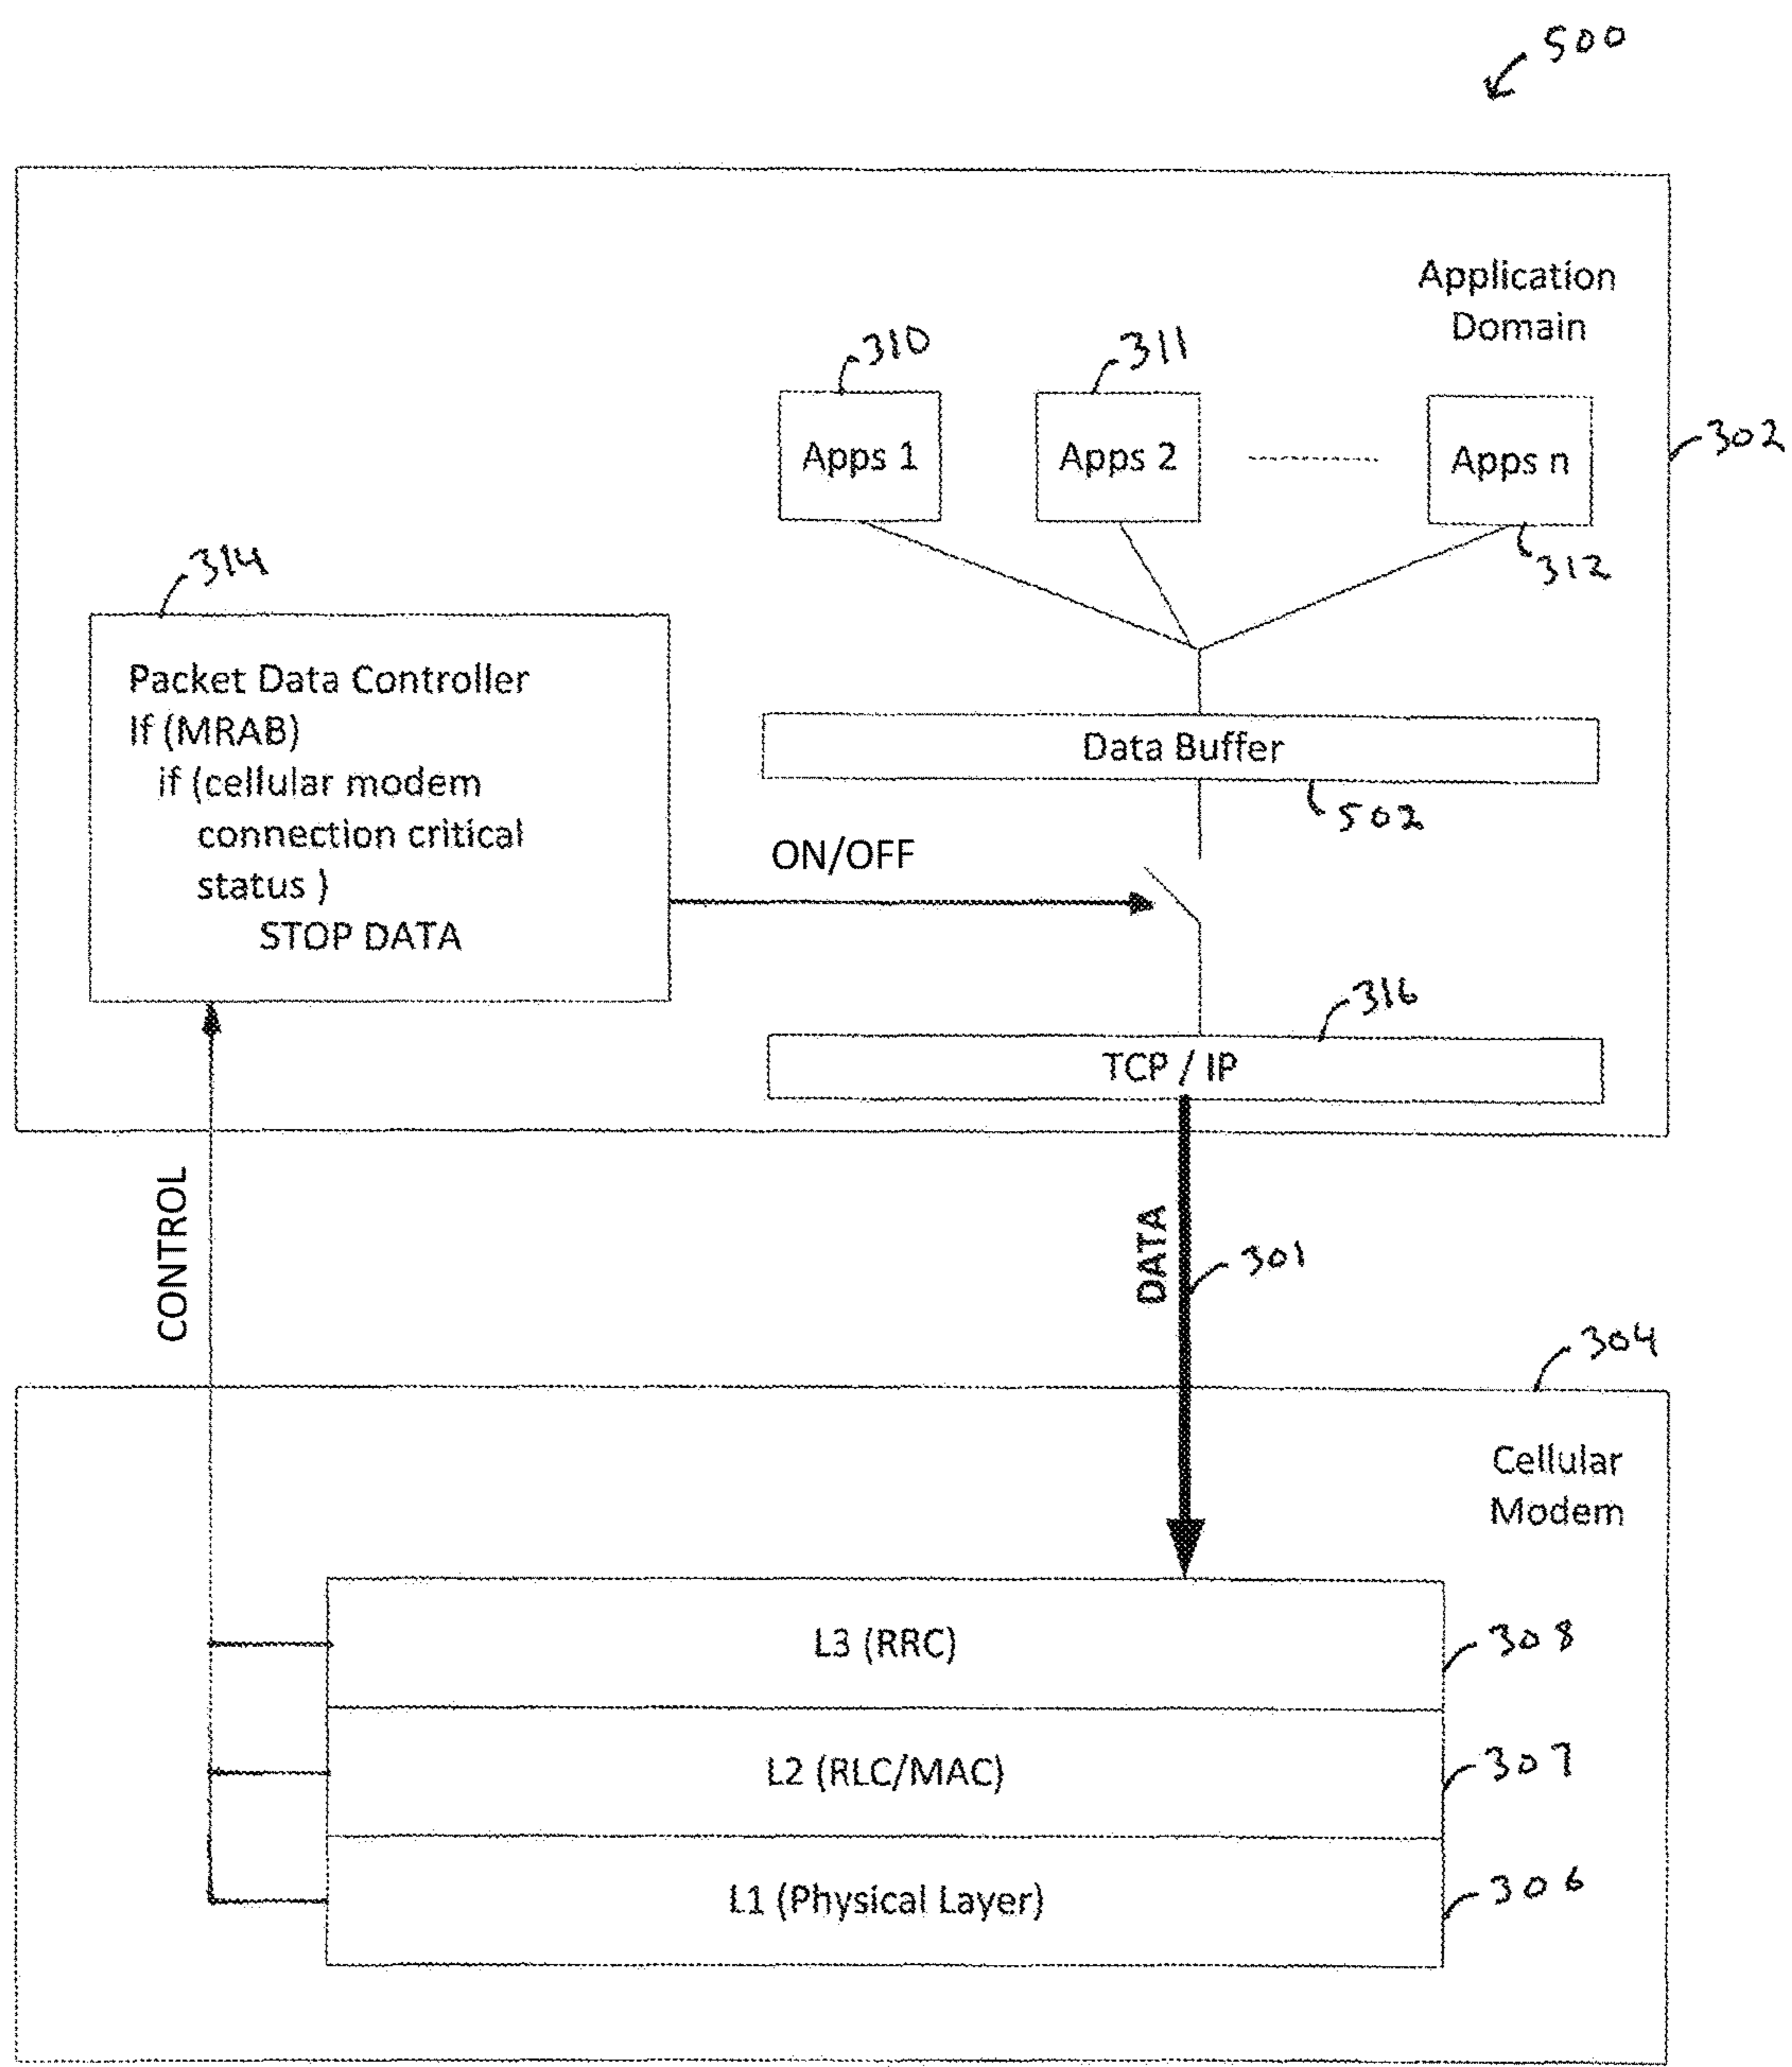 500
Application
Domain
310
311
302
Apps 1
Apps 2
Apps n
312
314
Packet Data Controller
If (MRAB)
if (cellular modem
connection critical
status )
STOP DATA
Data Buffer
502
ON/OFF
316
TCP / IP
CONTROL
DATA
301
304
Cellular
Modem
L3 (RRC)
308
L2 (RLC/MAC)
307
L1 (Physical Layer)
306